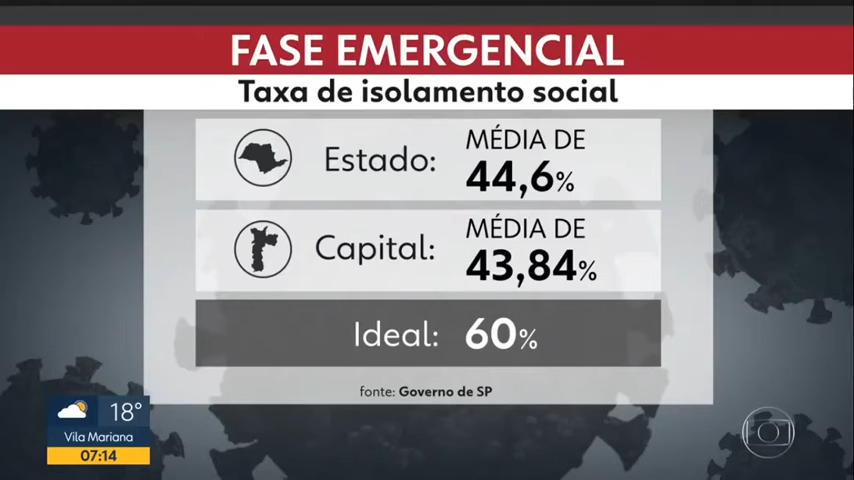 FASE EMERGENCIAL
Taxa de isolamento social
Estado: MÉDIA DE 44,6%
Capital: MÉDIA DE 43,84%
Ideal: 60%
fonte: Governo de SP
18°
Vila Mariana
07:14